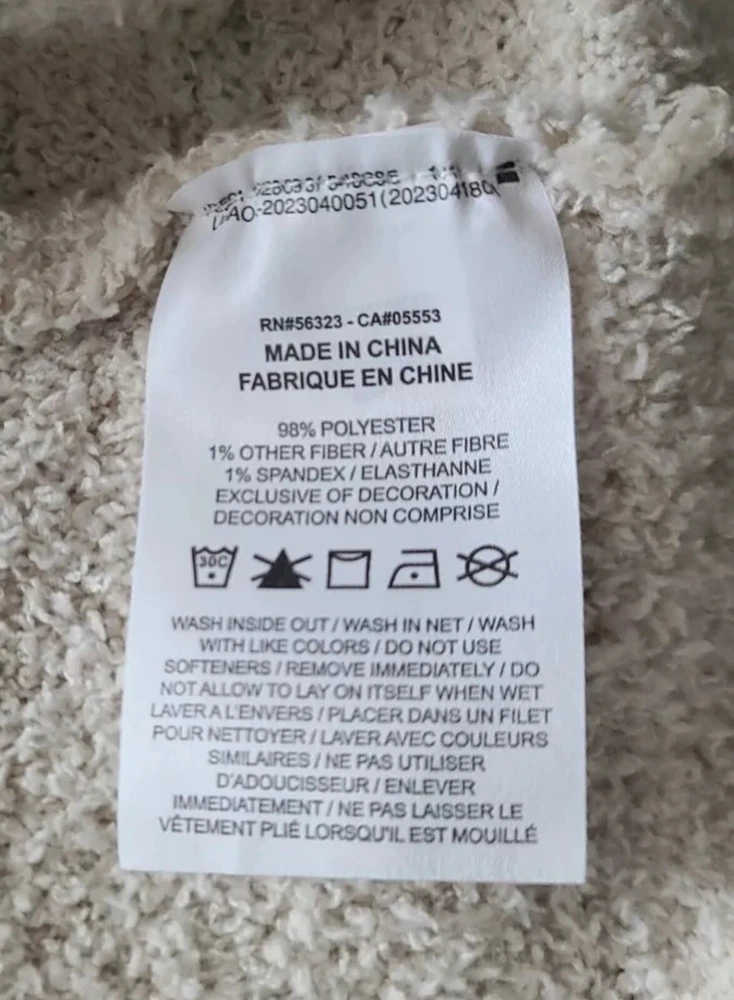 -2023040051(20230418
RN#56323 - CA#05553
MADE IN CHINA
FABRIQUE EN CHINE
98% POLYESTER
1% OTHER FIBER / AUTRE FIBRE
1% SPANDEX / ELASTHANNE
EXCLUSIVE OF DECORATION /
DECORATION NON COMPRISE
30C
WASH INSIDE OUT / WASH IN NET / WASH
WITH LIKE COLORS / DO NOT USE
SOFTENERS / REMOVE IMMEDIATELY / DO
NOT ALLOW TO LAY ON ITSELF WHEN WET
LAVER A L'ENVERS / PLACER DANS UN FILET
POUR NETTOYER / LAVER AVEC COULEURS
SIMILAIRES / NE PAS UTILISER
D'ADOUCISSEUR / ENLEVER
IMMEDIATEMENT / NE PAS LAISSER LE
VÊTEMENT PLIÉ LORSQU'IL EST MOUILLÉ